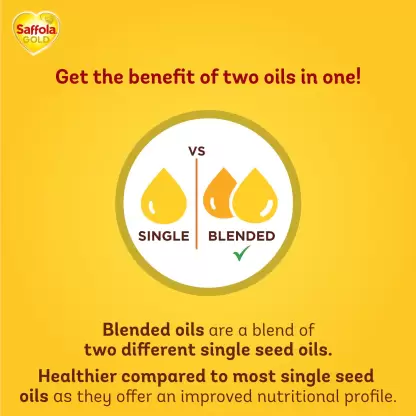 Saffola
GOLD
Get the benefit of two oils in one!
VS
SINGLE
BLENDED
Blended oils are a blend of
two different single seed oils.
Healthier compared to most single seed
oils as they offer an improved nutritional profile.